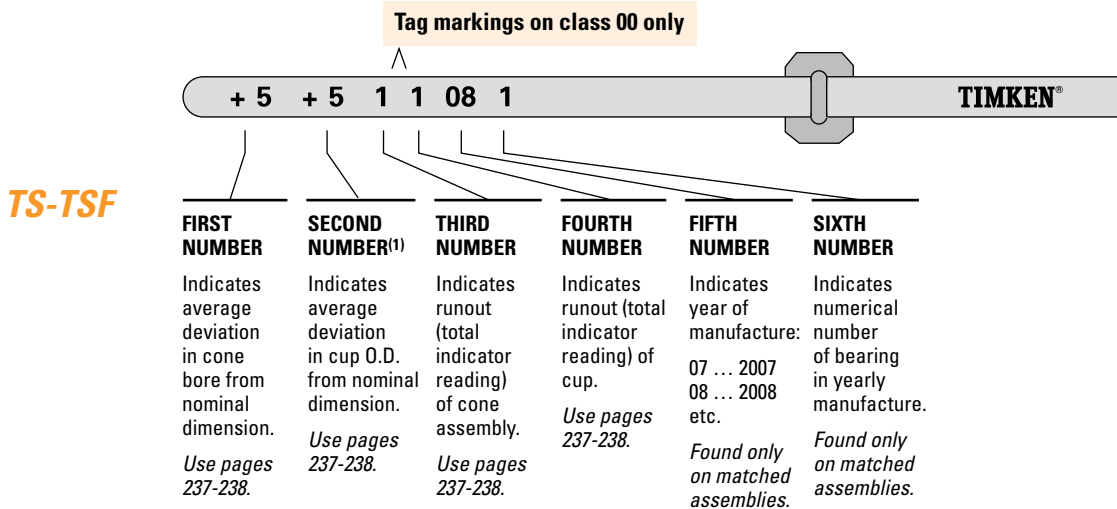 Tag markings on class 00 only
+ 5 + 5 1 1 08 1
TIMKEN®
TS-TSF
FIRST
NUMBER
Indicates
average
deviation
in cone
bore from
nominal
dimension.
Use pages
237-238.
SECOND
NUMBER(1)
Indicates
average
deviation
in cup O.D.
from nominal
dimension.
Use pages
237-238.
THIRD
NUMBER
Indicates
runout
(total
indicator
reading)
of cone
assembly.
Use pages
237-238.
FOURTH
NUMBER
Indicates
runout (total
indicator
reading) of
cup.
Use pages
237-238.
FIFTH
NUMBER
Indicates
year of
manufacture:
07 … 2007
08 … 2008
etc.
Found only
on matched
assemblies.
SIXTH
NUMBER
Indicates
numerical
number
of bearing
in yearly
manufacture.
Found only
on matched
assemblies.